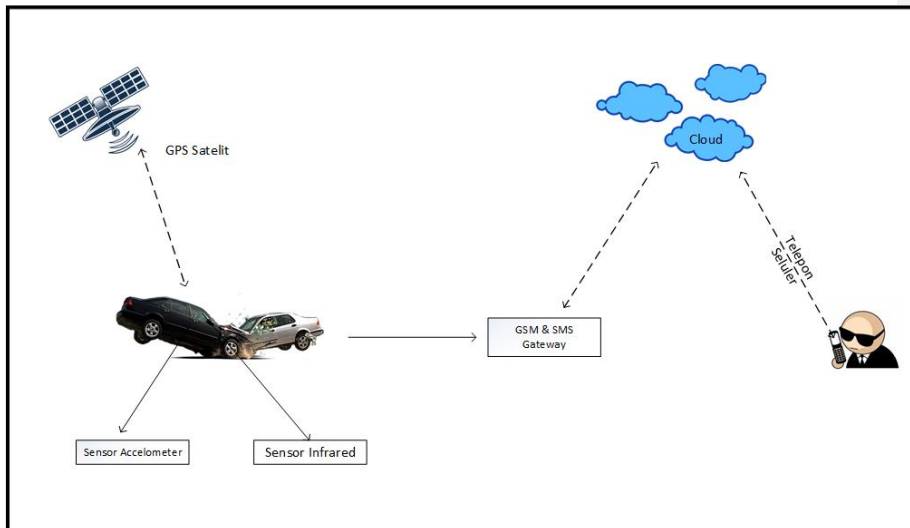 GPS Satelit
Cloud
Telepon
Seluler
GSM & SMS
Gateway
Sensor Accelometer
Sensor Infrared